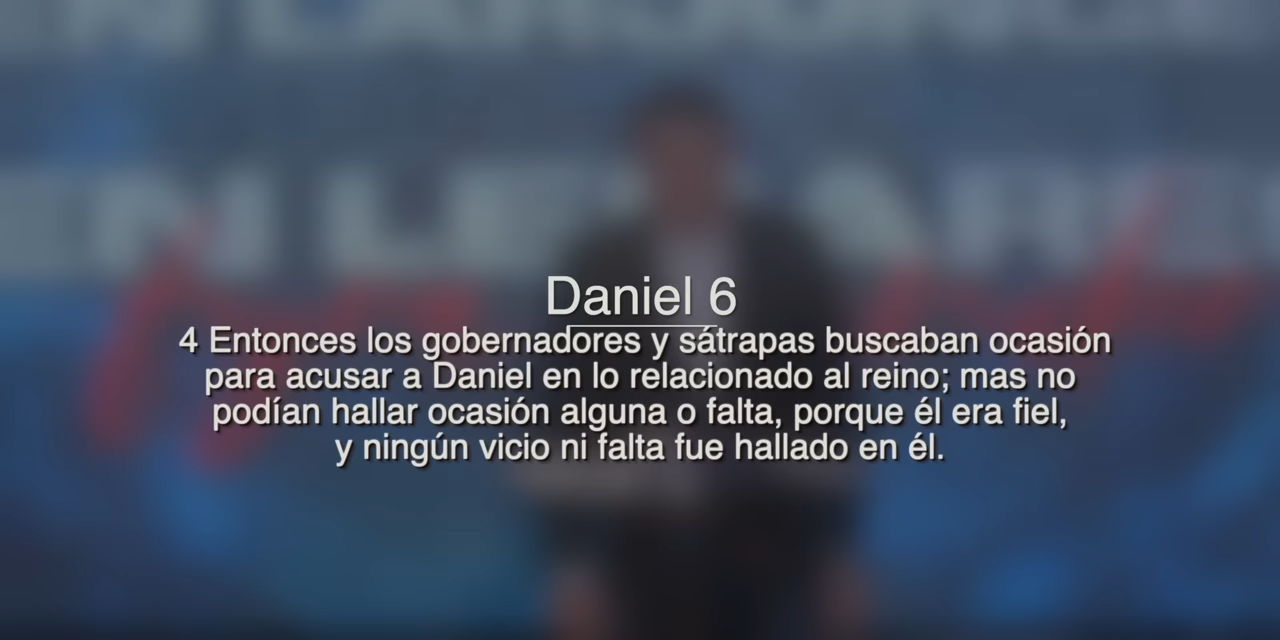 Daniel 6
4 Entonces los gobernadores y sátrapas buscaban ocasión
para acusar a Daniel en lo relacionado al reino; mas no
podían hallar ocasión alguna o falta, porque él era fiel,
y ningún vicio ni falta fue hallado en él.